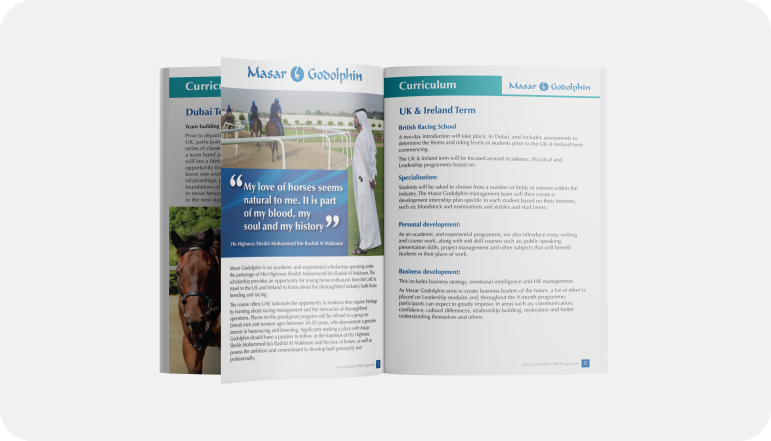 Curric
Dubai Te
Team building
Prior to depart
UK, participan
series of classe
a team bond a
will last a lifeti
opportunity
know one anoth
relationships,
foundations of
to move forwar
in the next stag
Masar Godolphin
“My love of horses seems
natural to me. It is part
of my blood, my
soul and my history”
His Highness Sheikh Mohammed bin Rashid Al Maktoum
Masar Godolphin is an academic and experiential scholarship operating under
the patronage of His Highness Sheikh Mohammed bin Rashid Al Maktoum. The
scholarship provides an opportunity for young horse enthusiasts from the UAE to
travel to the UK and Ireland to learn about the thoroughbred industry; both horse
breeding and racing.
The course offers UAE nationals the opportunity to embrace their equine heritage
by learning about racing management and the intricacies of thoroughbred
operations. Places on the prestigious program will be offered to a group of
Emirati men and women ages between 18-28 years, who demonstrate a genuine
interest in horseracing and breeding. Applicants seeking a place with Masar
Godolphin should have a passion to follow in the footsteps of His Highness
Sheikh Mohammed bin Rashid Al Maktoum and his love of horses, as well as
possess the ambition and commitment to develop both personally and
professionally.
Curriculum
Masar Godolphin
UK & Ireland Term
British Racing School
A two-day introduction will take place, in Dubai, and includes assessments to
determine the fitness and riding levels of students prior to the UK & Ireland term
commencing.
The UK & Ireland term will be focused around Academic, Practical and
Leadership programmes based on:
Specialisation:
Students will be asked to choose from a number of fields of interest within the
industry. The Masar Godolphin management team will then create a
development internship plan specific to each student based on their interests,
such as; bloodstock and nominations and stables and stud farms.
Personal development:
As an academic and experiential programme, we also introduce essay writing
and course work, along with soft skill courses such as; public speaking,
presentation skills, project management and other subjects that will benefit
students in their place of work.
Business development:
This includes business strategy, emotional intelligence and HR management.
As Masar Godolphin aims to create business leaders of the future, a lot of effort is
placed on Leadership modules and, throughout the 9 month programme,
participants can expect to greatly improve in areas such as; communication,
confidence, cultural differences, relationship building, motivation and better
understanding themselves and others.